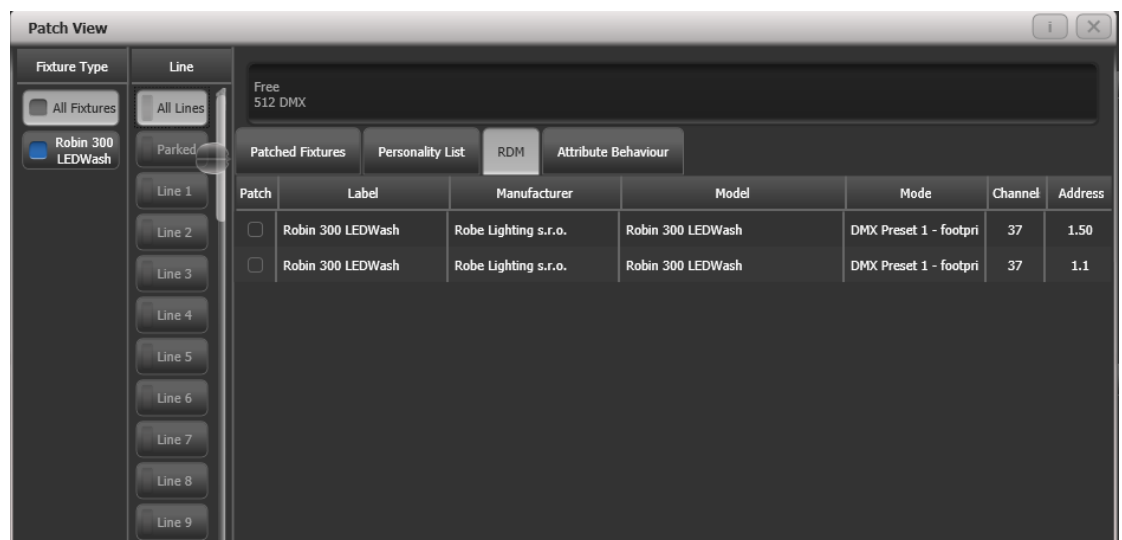 Patch View
i
Fixture Type
Line
All Fixtures
Robin 300
LEDWash
All Lines
Parked
Line 1
Line 2
Line 3
Line 4
Line 5
Line 6
Line 7
Line 8
Line 9
Free
512 DMX
Patched Fixtures
Personality List
RDM
Attribute Behaviour
Patch Label Manufacturer Model Mode Channel Address
Robin 300 LEDWash Robe Lighting s.r.o. Robin 300 LEDWash DMX Preset 1 - footpri 37 1.50
Robin 300 LEDWash Robe Lighting s.r.o. Robin 300 LEDWash DMX Preset 1 - footpri 37 1.1